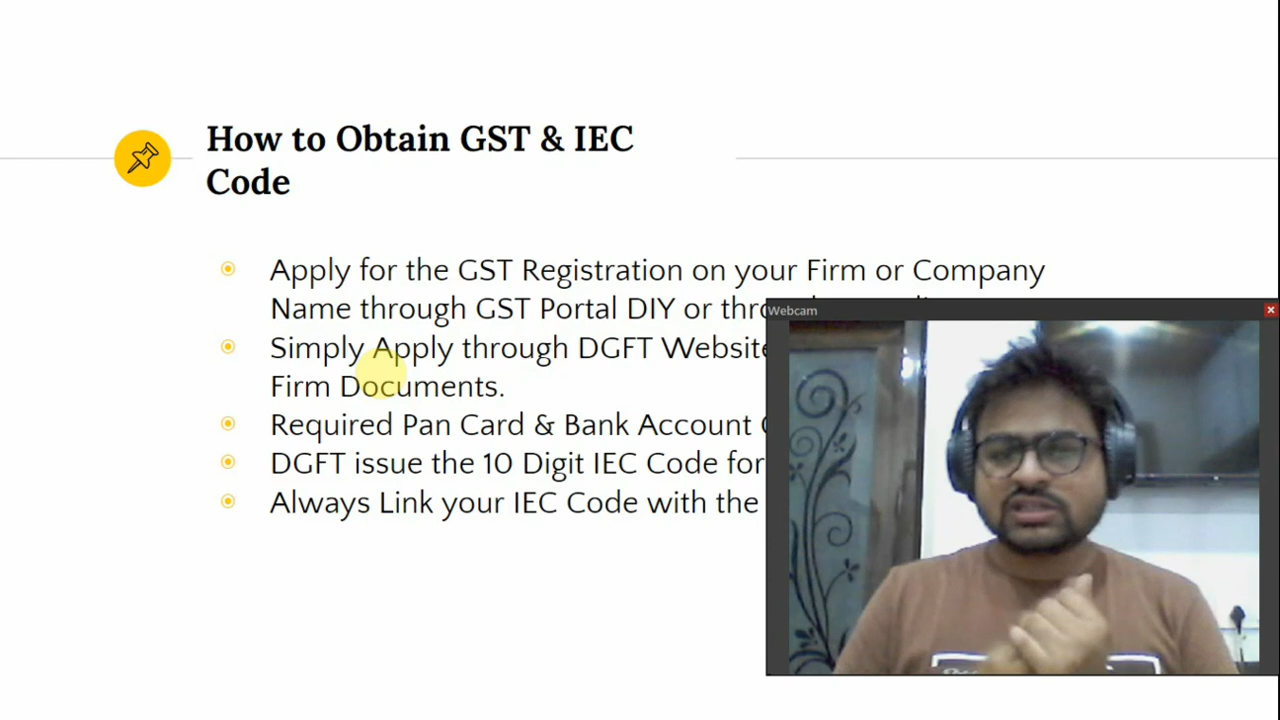 How to Obtain GST & IEC
Code
Apply for the GST Registration on your Firm or Company
Name through GST Portal DIY or
Webcam
Simply Apply through DGFT Website
Firm Documents.
Required Pan Card & Bank Account
DGFT issue the 10 Digit IEC Code for
Always Link your IEC Code with the